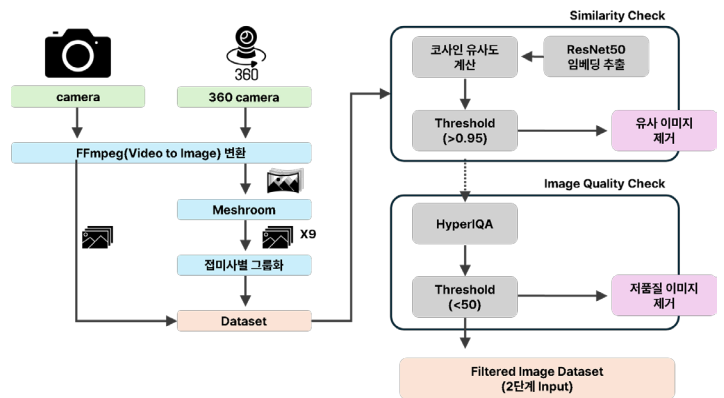 360
camera
360 camera
FFmpeg(Video to Image) 변환
Meshroom
X9
접미사별 그룹화
Dataset
Similarity Check
코사인 유사도
계산
ResNet50
임베딩 추출
Threshold
(>0.95)
유사 이미지
제거
Image Quality Check
HyperIQA
Threshold
(<50)
저품질 이미지
제거
Filtered Image Dataset
(2단계 Input)